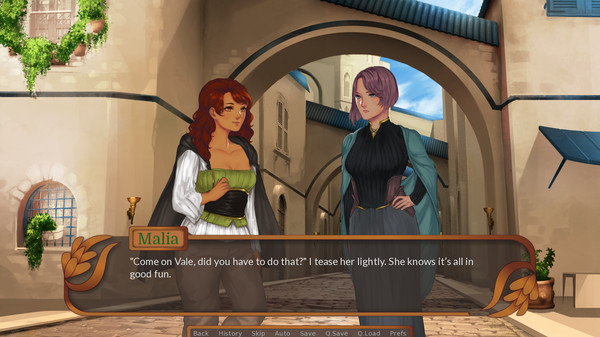 Malia
"Come on Vale, did you have to do that?" I tease her lightly. She knows it's all in
good fun.
Back History Skip Auto Save Q.Save Q.Load Prefs